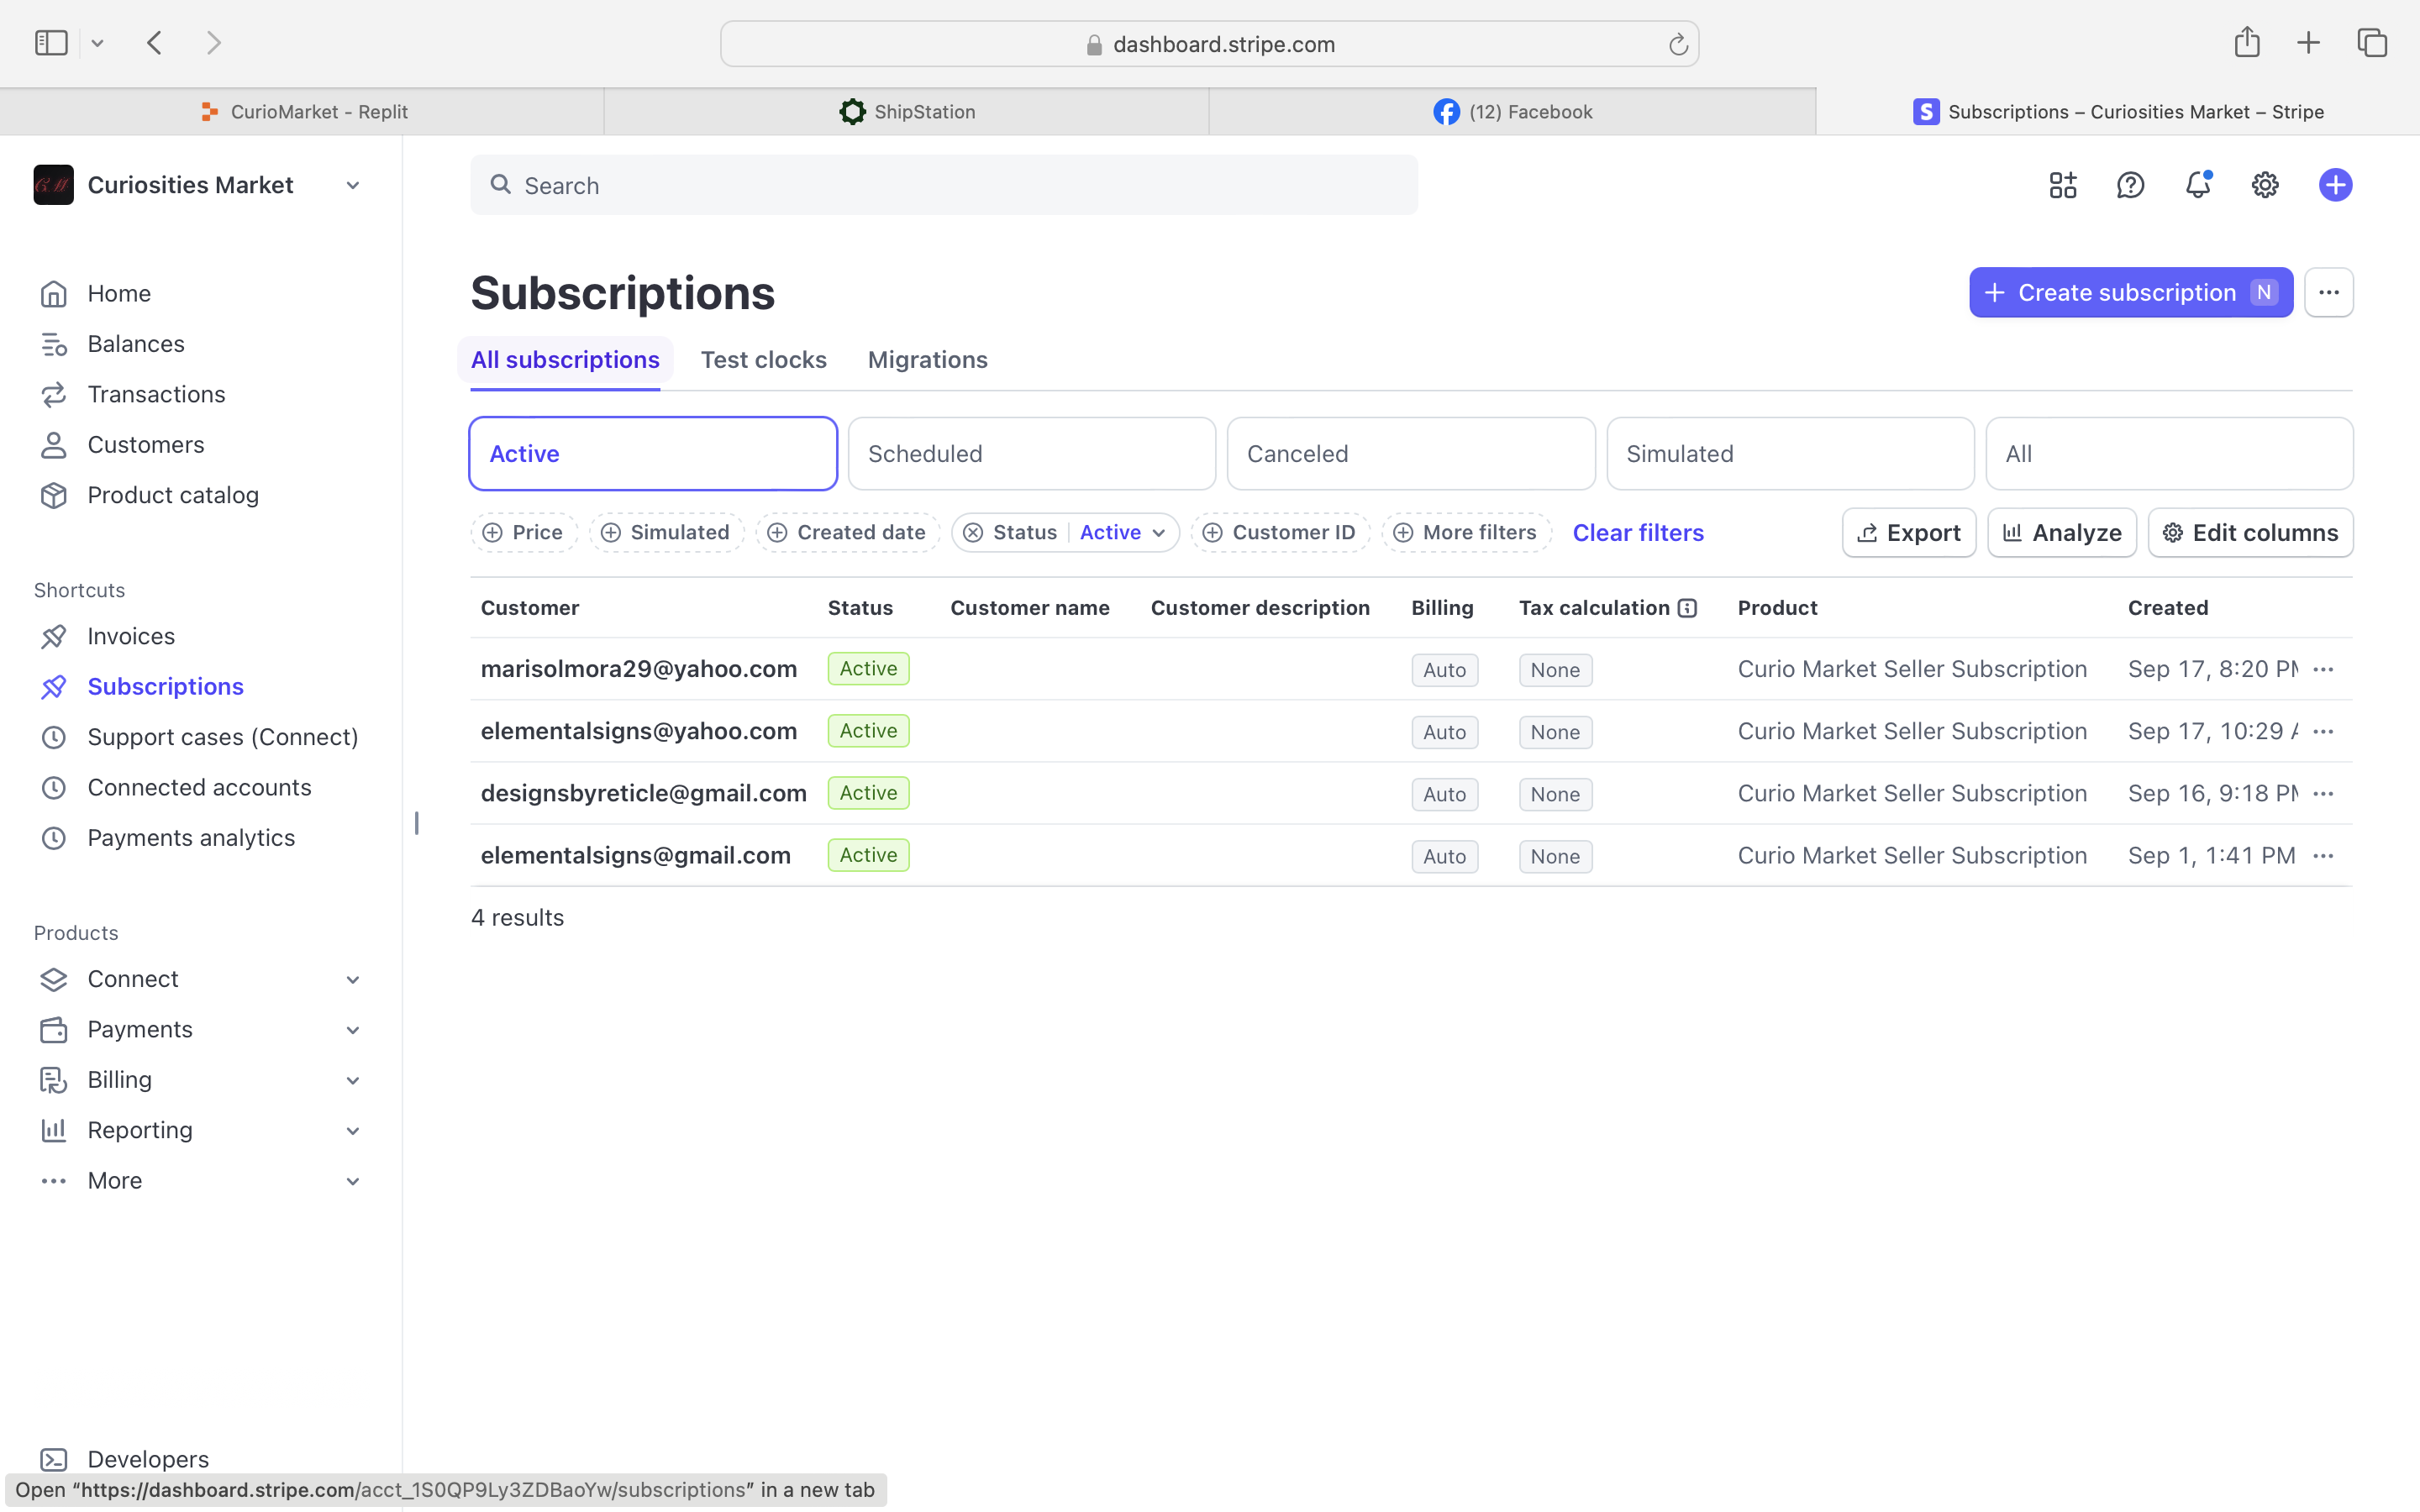 dashboard.stripe.com
CurioMarket - Replit
ShipStation
(12) Facebook
S Subscriptions – Curiosities Market – Stripe
CM Curiosities Market
Search
Home
Balances
Transactions
Customers
Product catalog
Shortcuts
Invoices
Subscriptions
Support cases (Connect)
Connected accounts
Payments analytics
Products
Connect
Payments
Billing
Reporting
More
Developers
Subscriptions
Create subscription N
All subscriptions Test clocks Migrations
Active Scheduled Canceled Simulated All
Price Simulated Created date Status Active Customer ID More filters Clear filters Export Analyze Edit columns
Customer Status Customer name Customer description Billing Tax calculation Product Created
marisolmora29@yahoo.com Active Auto None Curio Market Seller Subscription Sep 17, 8:20 PM
elementalsigns@yahoo.com Active Auto None Curio Market Seller Subscription Sep 17, 10:29 A
designsbyreticle@gmail.com Active Auto None Curio Market Seller Subscription Sep 16, 9:18 PM
elementalsigns@gmail.com Active Auto None Curio Market Seller Subscription Sep 1, 1:41 PM
4 results
Open “https://dashboard.stripe.com/acct_1S0QP9Ly3ZDBaoYw/subscriptions” in a new tab